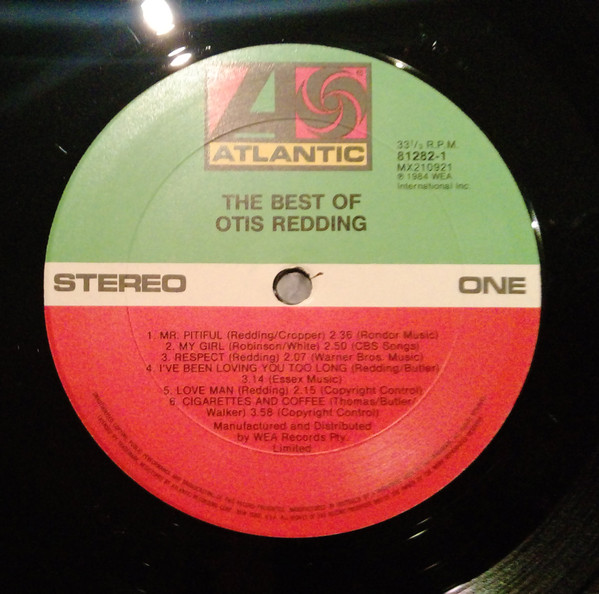 ATLANTIC
®
33⅓ R.P.M.
81282-1
MX210921
℗ 1984 WEA
International Inc.
THE BEST OF
OTIS REDDING
STEREO
ONE
1. MR. PITIFUL (Redding/Cropper) 2.36 (Rondor Music)
2. MY GIRL (Robinson/White) 2.50 (CBS Songs)
3. RESPECT (Redding) 2.07 (Warner Bros. Music)
4. I'VE BEEN LOVING YOU TOO LONG (Redding/Butler)
3.14 (Essex Music)
5. LOVE MAN (Redding) 2.15 (Copyright Control)
6. CIGARETTES AND COFFEE (Thomas/Butler/
Walker) 3.58 (Copyright Control)
Manufactured and Distributed
by WEA Records Pty.
Limited